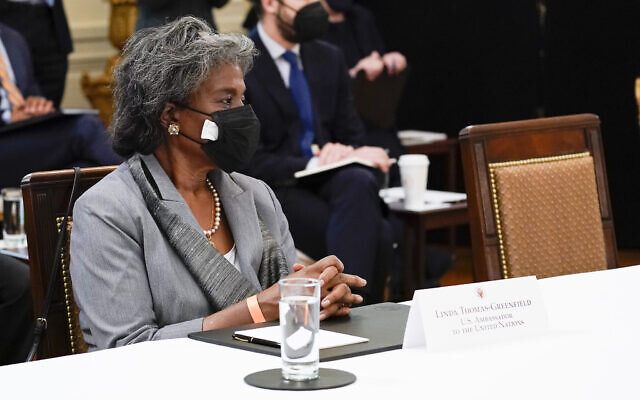 Linda Thomas-Greenfield
U.S. Ambassador
to the United Nations